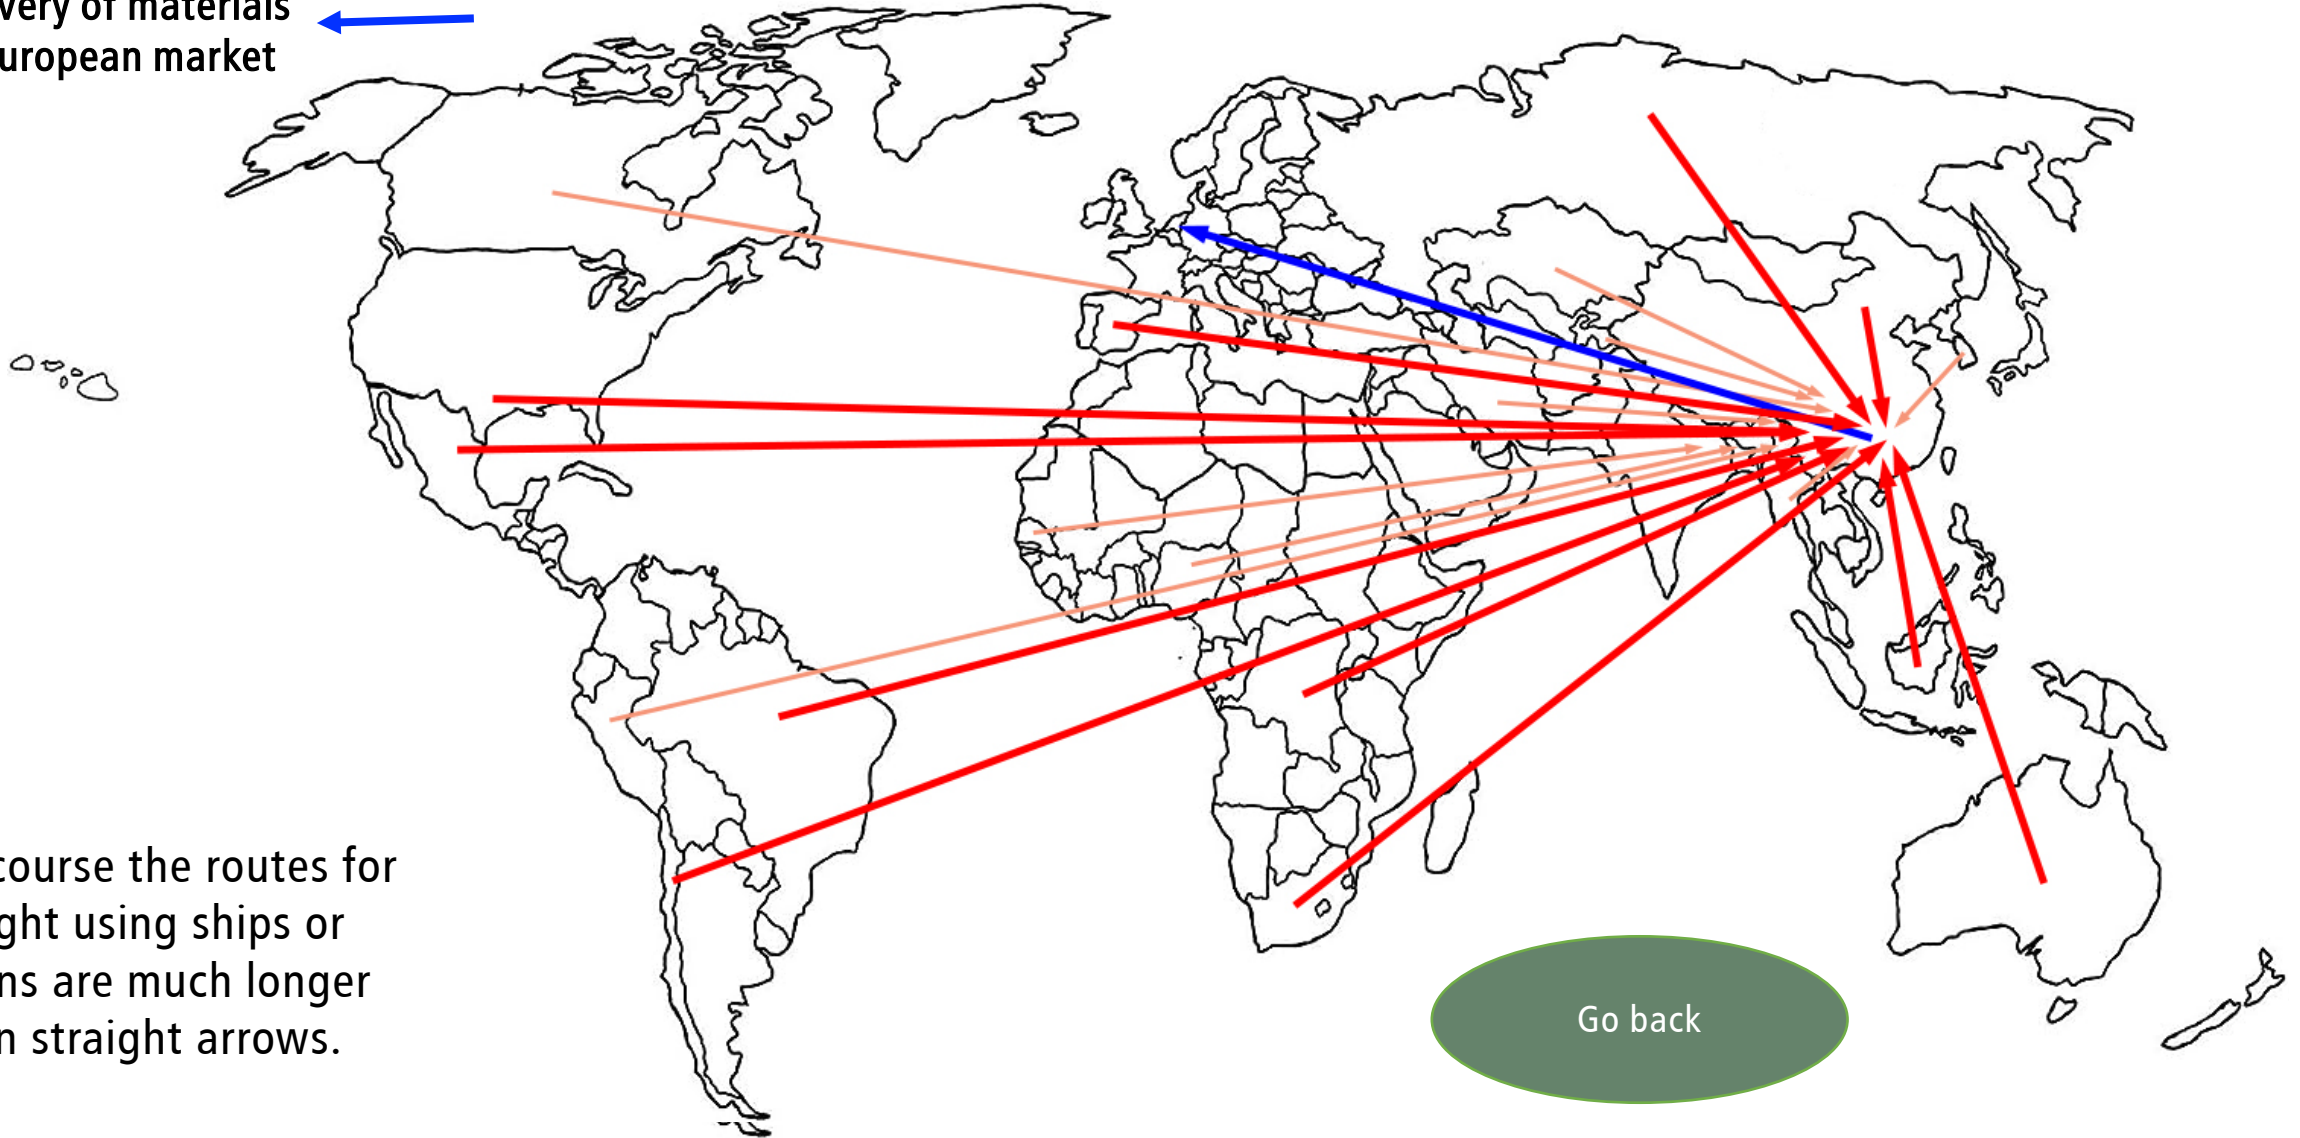 very of materials
uropean market
course the routes for
ght using ships or
ns are much longer
n straight arrows.
Go back